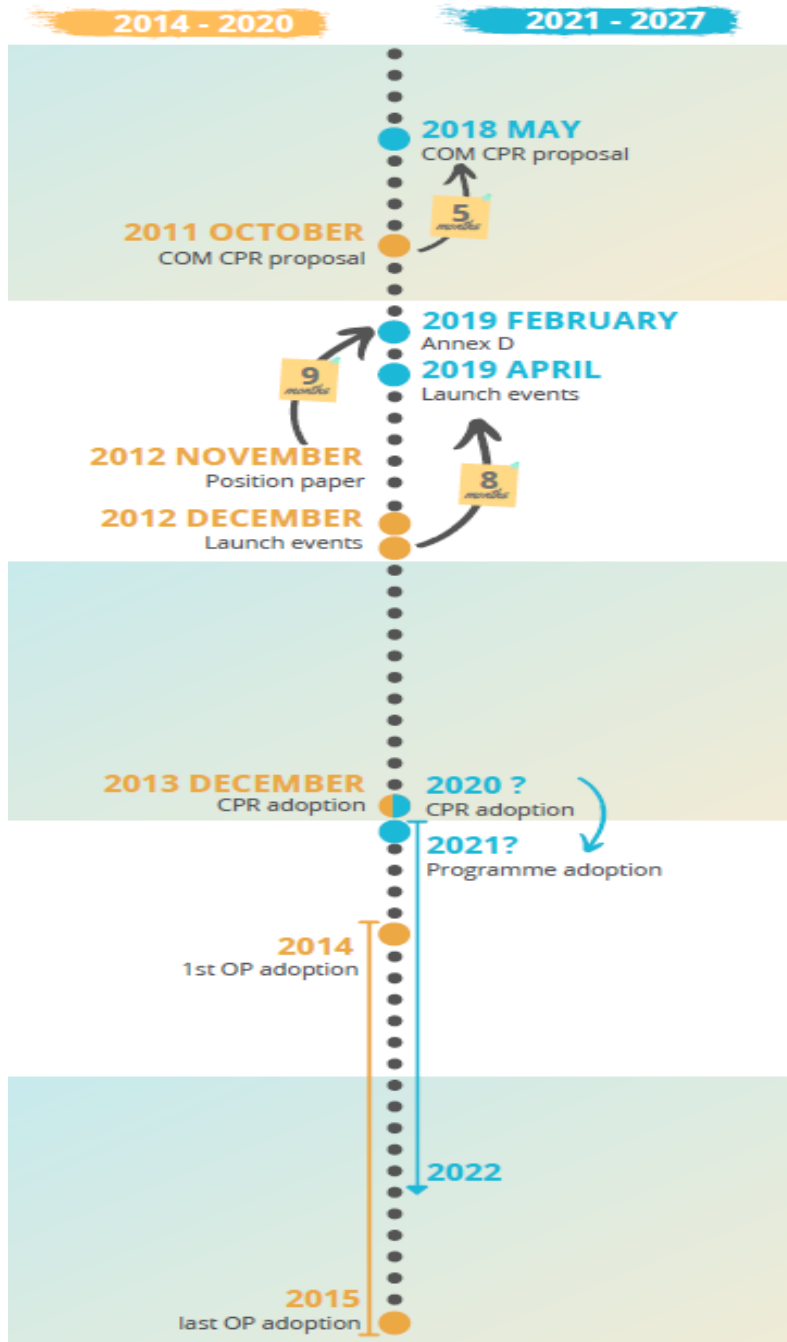 2014 - 2020
2021 - 2027
2018 MAY
COM CPR proposal
5
months
2011 OCTOBER
COM CPR proposal
2019 FEBRUARY
Annex D
2019 APRIL
Launch events
9
months
2012 NOVEMBER
Position paper
8
months
2012 DECEMBER
Launch events
2013 DECEMBER
CPR adoption
2020 ?
CPR adoption
2021?
Programme adoption
2014
1st OP adoption
2022
2015
last OP adoption